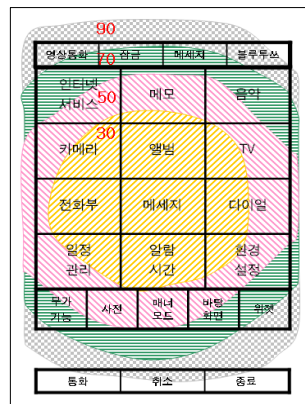 90
영상통화 잠금 메세지 블루투쓰
70
인터넷 서비스 메모 음악
50
30
카메라 앨범 TV
전화부 메세지 다이얼
일정 관리 알람 시간 환경 설정
부가 기능 사전 매너 모드 바탕 화면 위젯
통화 취소 종료